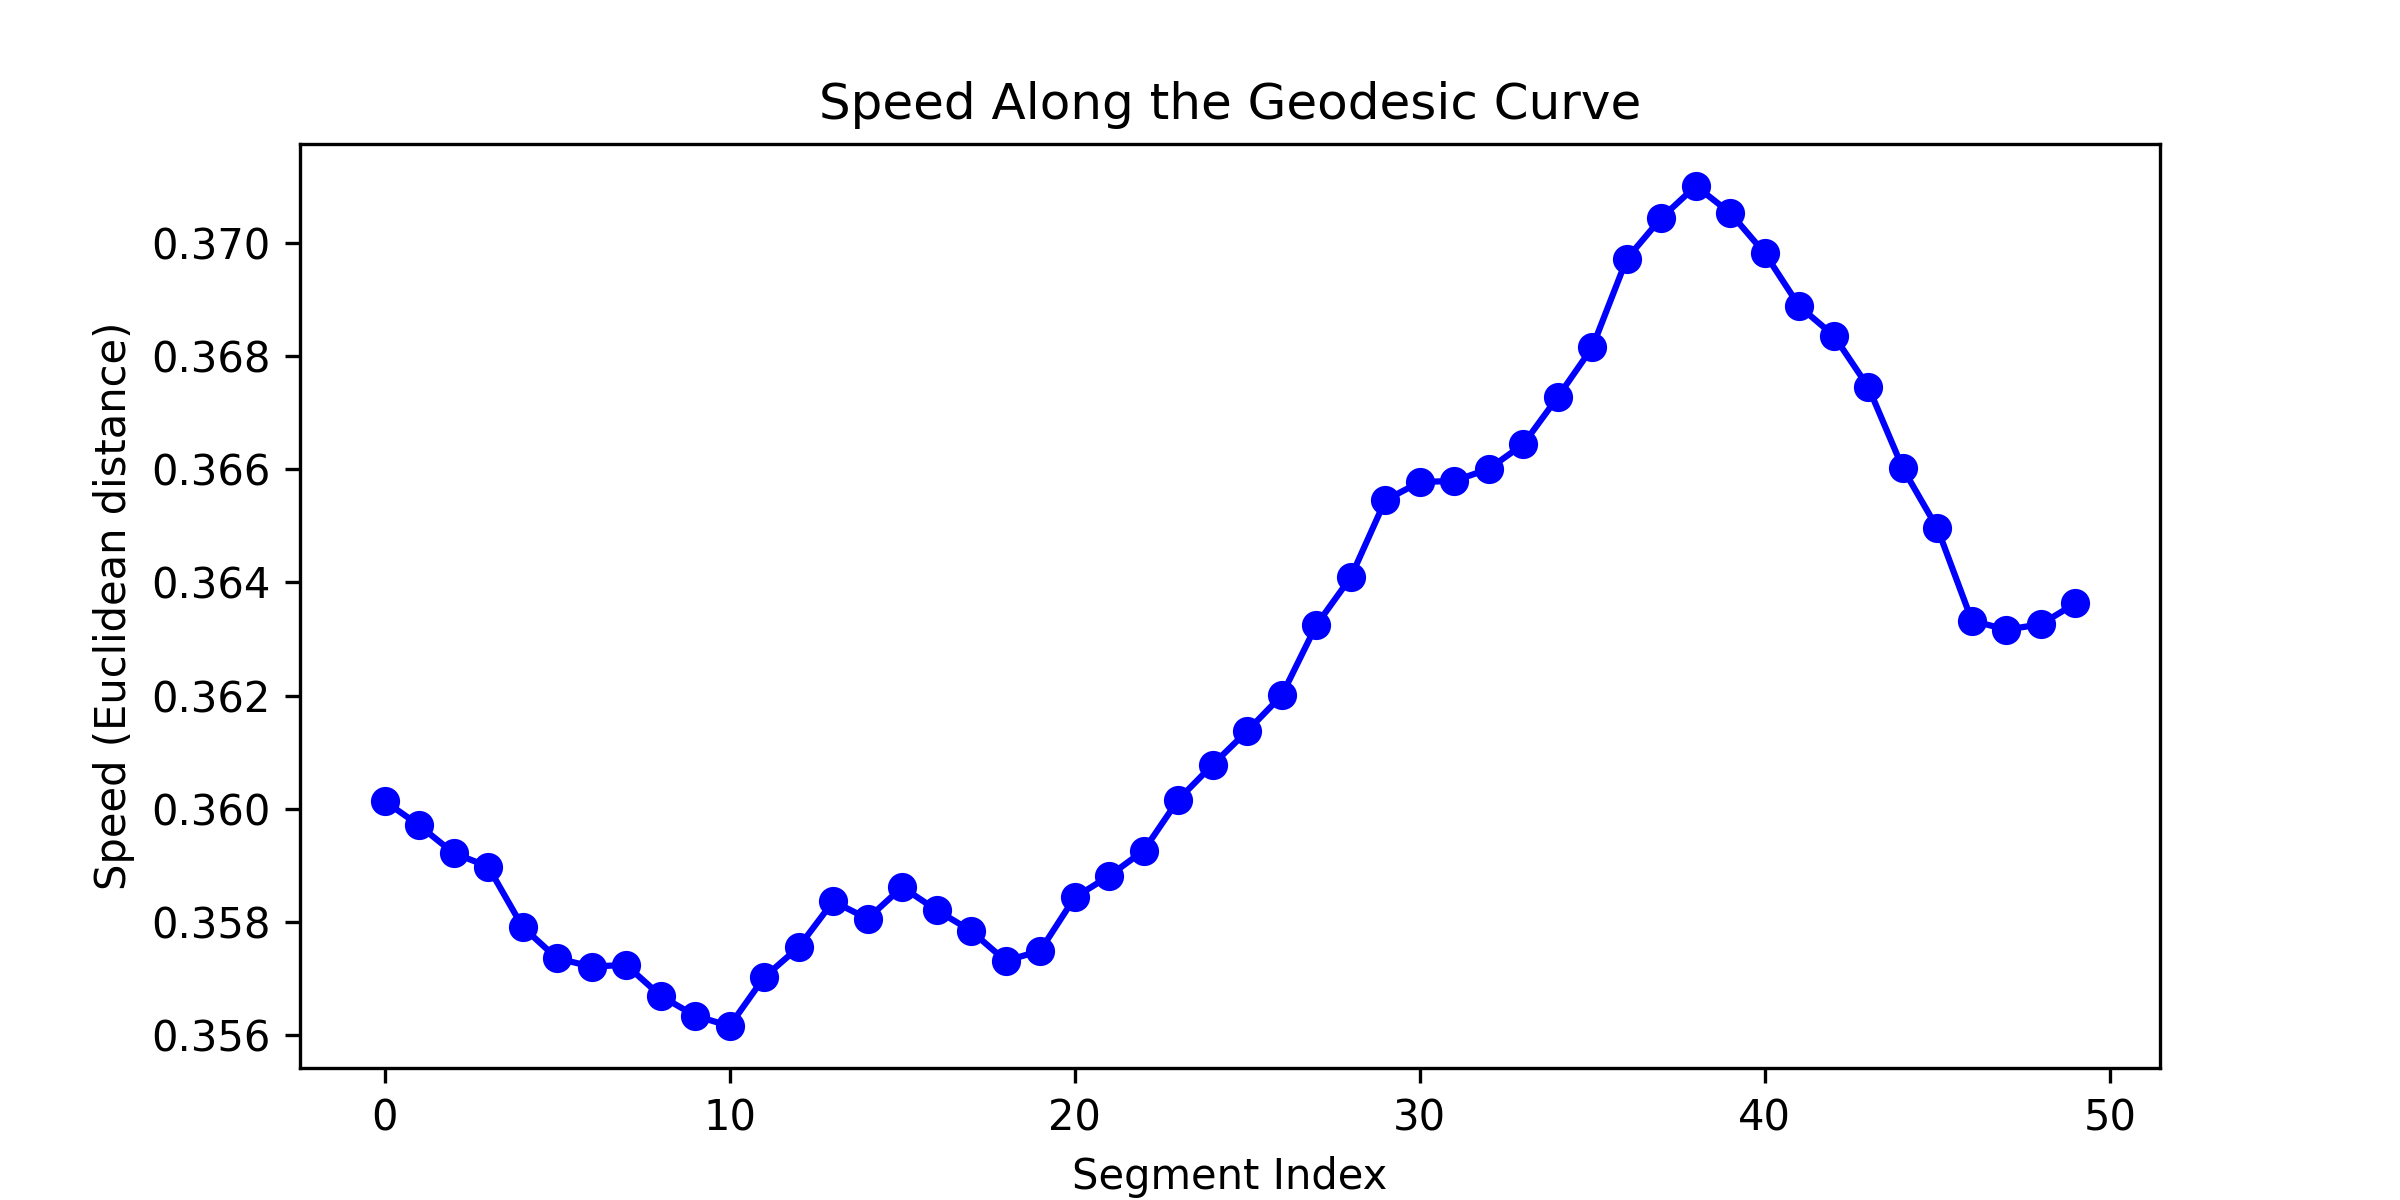 Speed Along the Geodesic Curve
Speed (Euclidean distance)
0.370
0.368
0.366
0.364
0.362
0.360
0.358
0.356
0 10 20 30 40 50
Segment Index